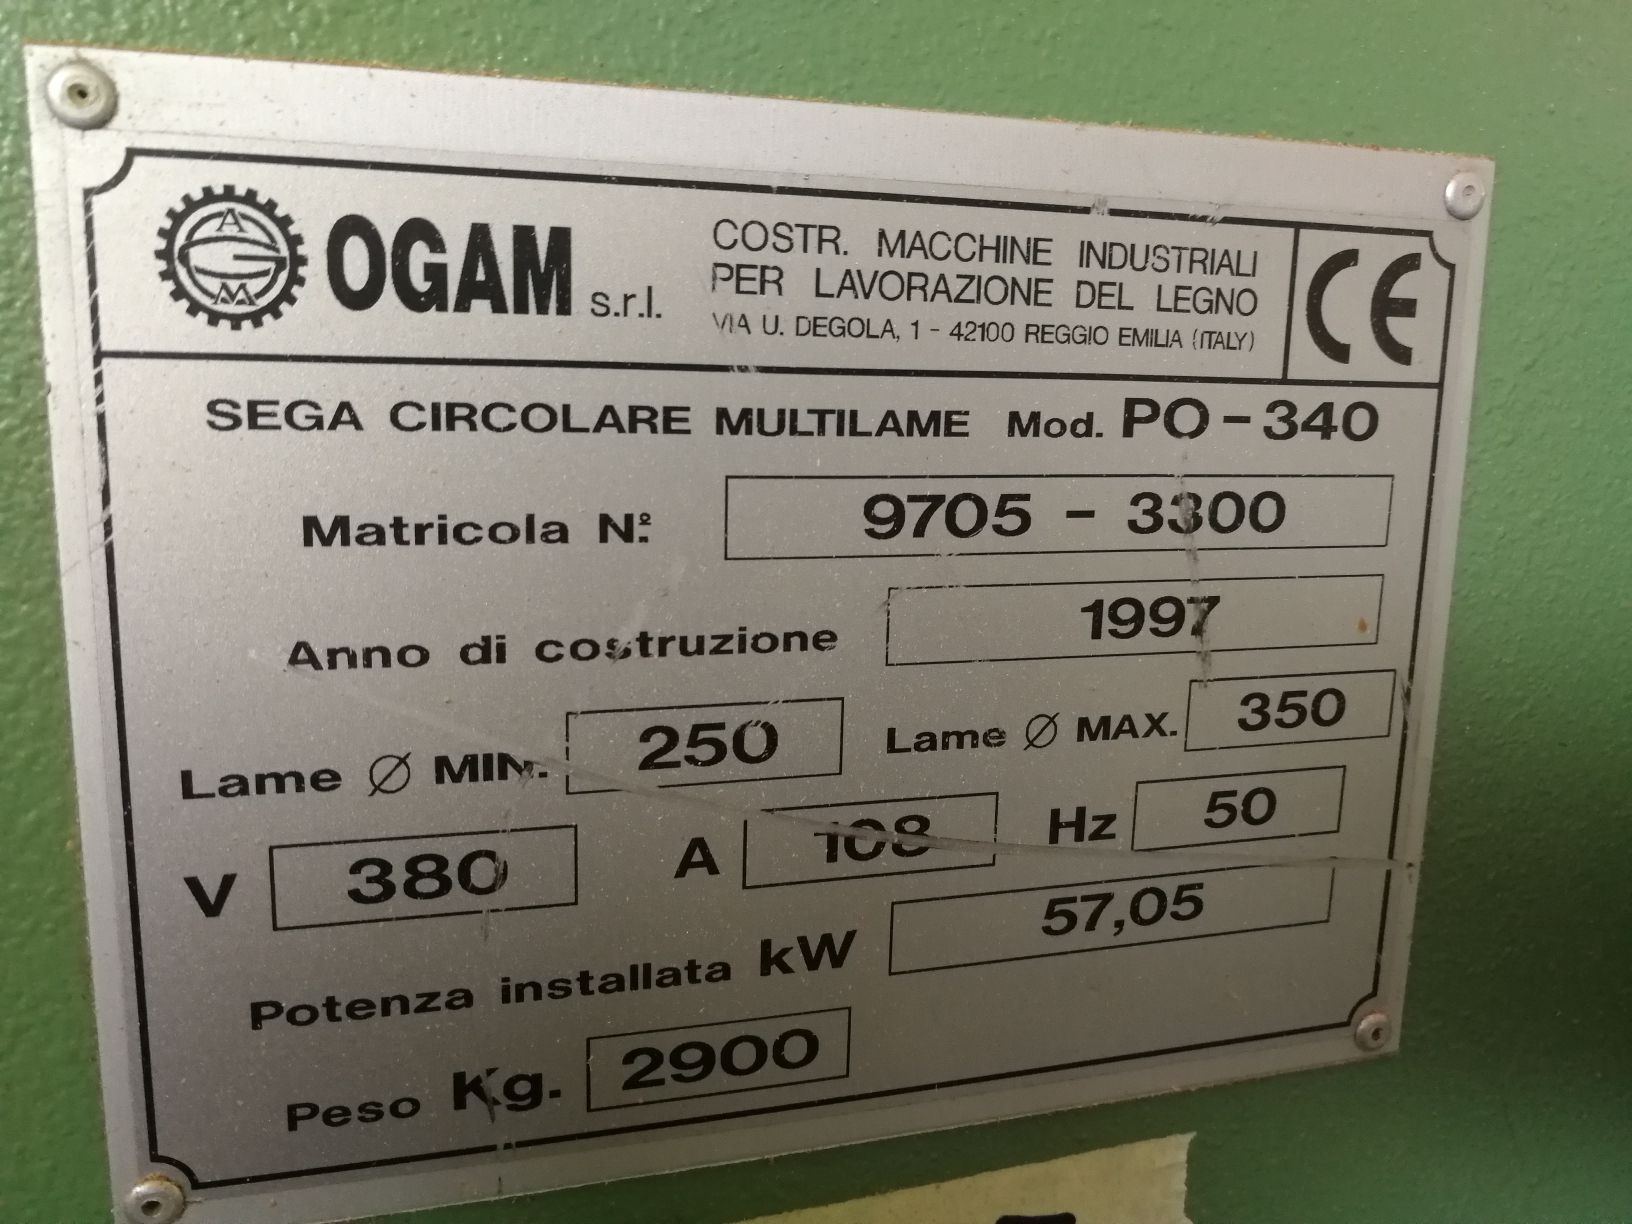 OGAM s.r.l.
COSTR. MACCHINE INDUSTRIALI
PER LAVORAZIONE DEL LEGNO
VIA U. DEGOLA, 1 - 42100 REGGIO EMILIA (ITALY)
CE
SEGA CIRCOLARE MULTILAME Mod. PO-340
Matricola Nº: 9705 - 3300
Anno di costruzione 1997
Lame Ø MIN. 250 Lame Ø MAX. 350
V 380 A 108 Hz 50
Potenza installata kW 57,05
Peso Kg. 2900